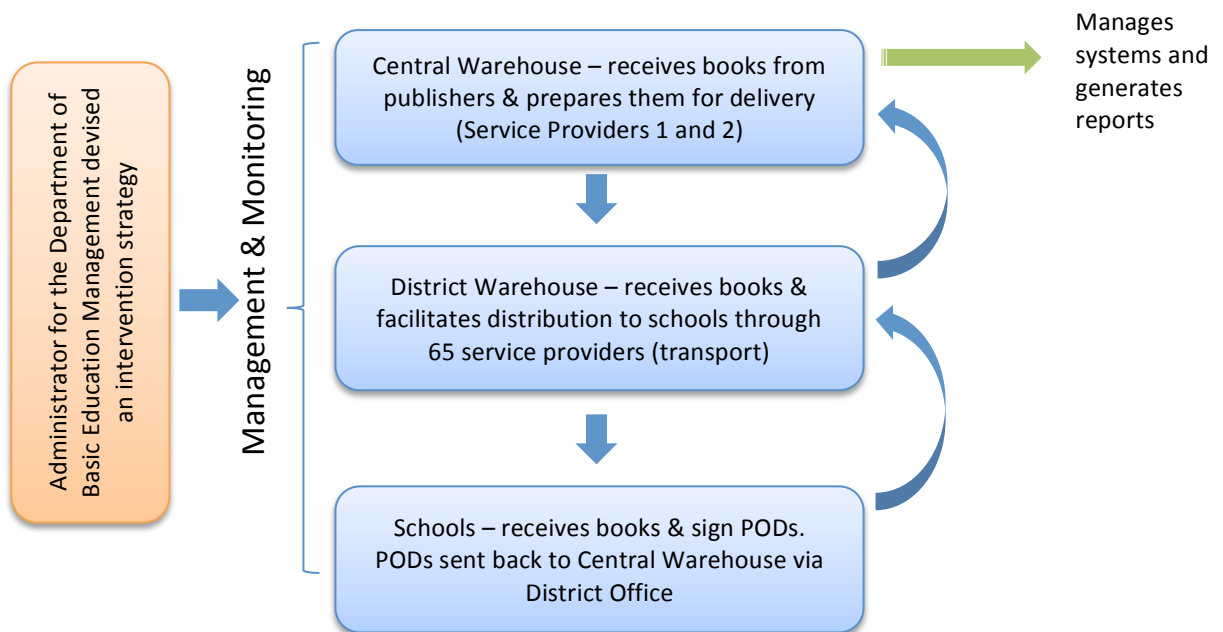 Administrator for the Department of
Basic Education Management devised
an intervention strategy
Management & Monitoring
Central Warehouse – receives books from
publishers & prepares them for delivery
(Service Providers 1 and 2)
Manages
systems and
generates
reports
District Warehouse – receives books &
facilitates distribution to schools through
65 service providers (transport)
Schools – receives books & sign PODs.
PODs sent back to Central Warehouse via
District Office